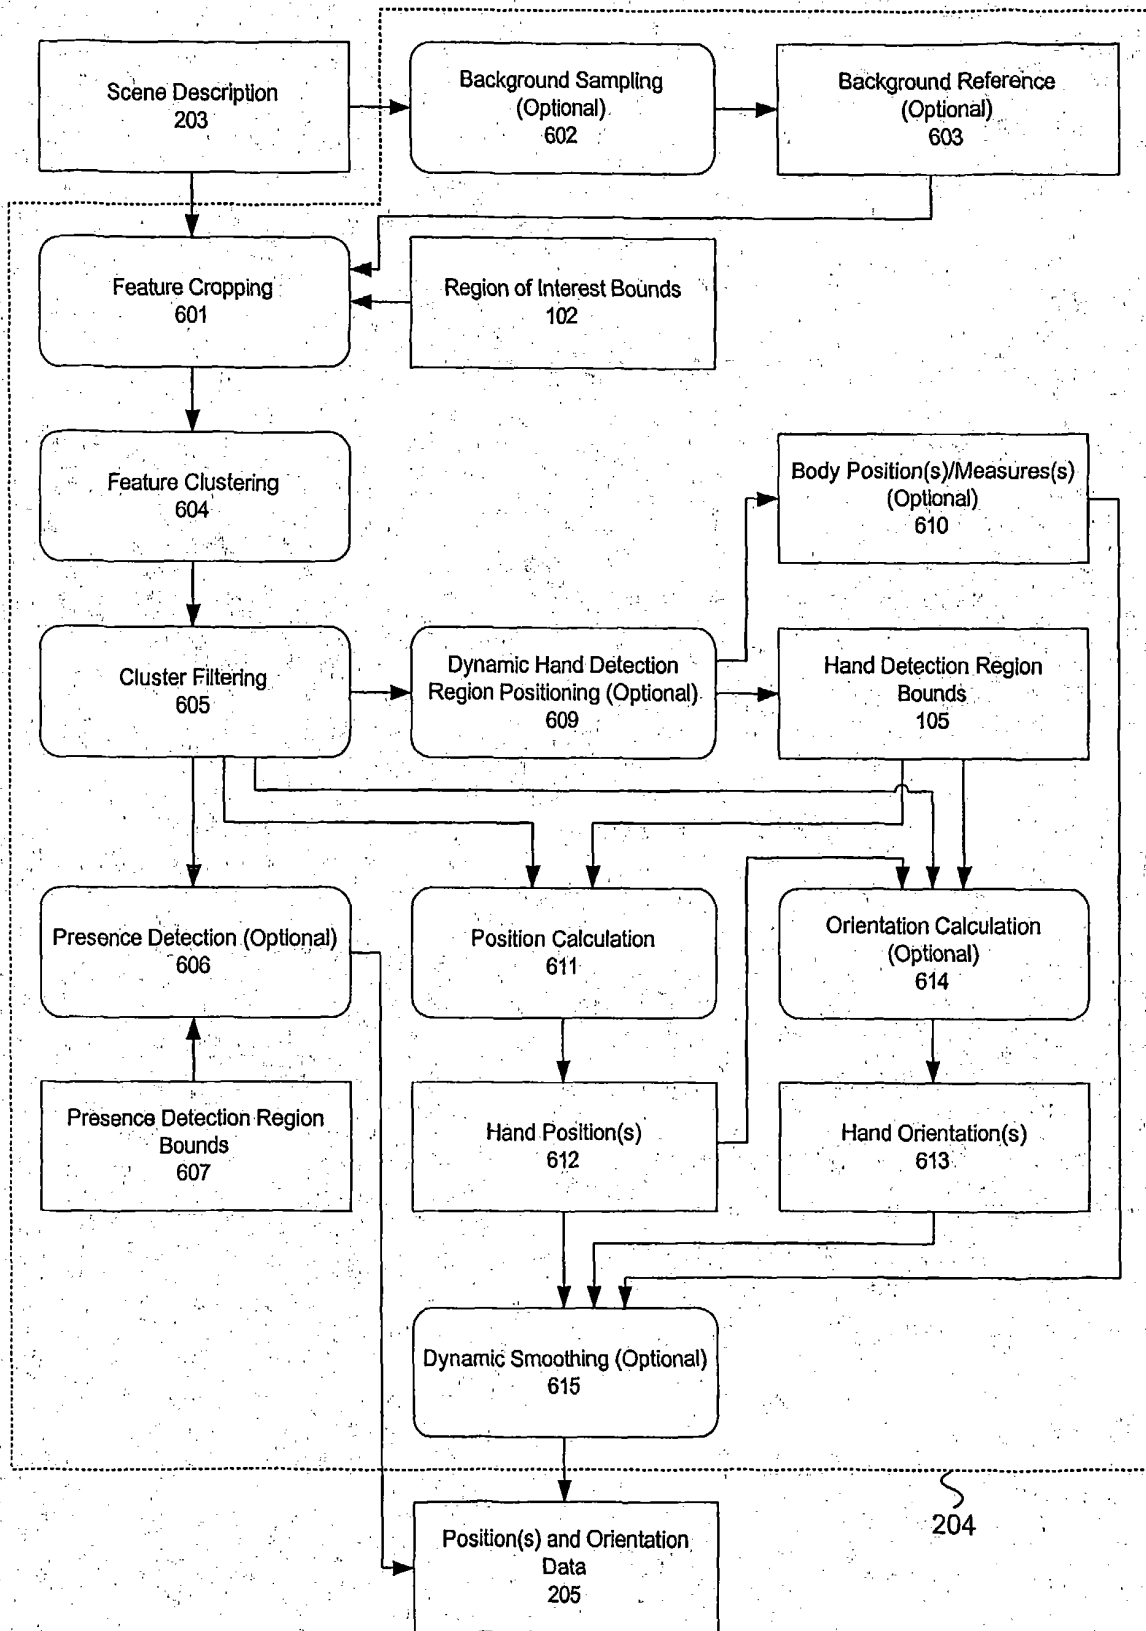 Scene Description
203
Background Sampling
(Optional)
602
Background Reference
(Optional)
603
Feature Cropping
601
Region of Interest Bounds
102
Feature Clustering
604
Body Position(s)/Measures(s)
(Optional)
610
Cluster Filtering
605
Dynamic Hand Detection
Region Positioning (Optional)
609
Hand Detection Region
Bounds
105
Presence Detection (Optional)
606
Position Calculation
611
Orientation Calculation
(Optional)
614
Presence Detection Region
Bounds
607
Hand Position(s)
612
Hand Orientation(s)
613
Dynamic Smoothing (Optional)
615
204
Position(s) and Orientation
Data
205